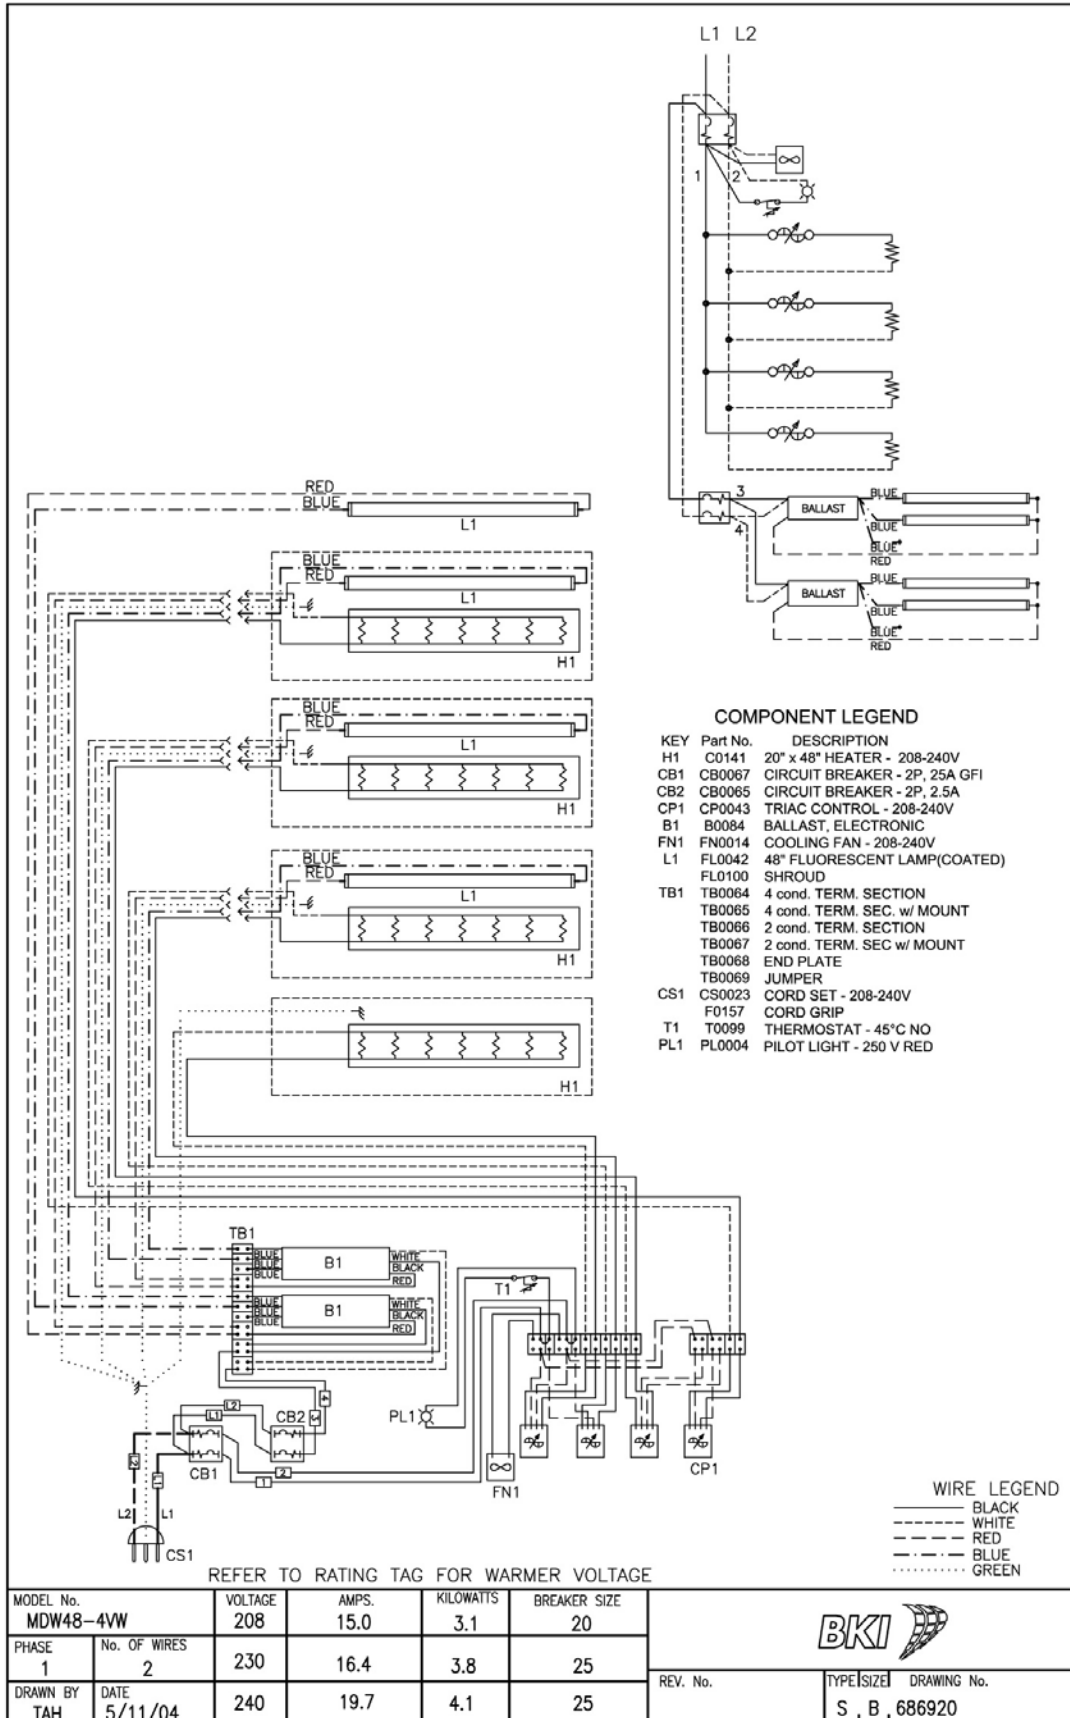 L1 L2
1 2
3
4
BALLAST
BLUE
BLUE
BLUE*
RED
BALLAST
BLUE
BLUE
BLUE*
RED
RED
BLUE
L1
BLUE
RED
L1
H1
BLUE
RED
L1
H1
BLUE
RED
L1
H1
H1
COMPONENT LEGEND
KEY Part No. DESCRIPTION
H1 C0141 20" x 48" HEATER - 208-240V
CB1 CB0067 CIRCUIT BREAKER - 2P, 25A GFI
CB2 CB0065 CIRCUIT BREAKER - 2P, 2.5A
CP1 CP0043 TRIAC CONTROL - 208-240V
B1 B0084 BALLAST, ELECTRONIC
FN1 FN0014 COOLING FAN - 208-240V
L1 FL0042 48" FLUORESCENT LAMP(COATED)
FL0100 SHROUD
TB1 TB0064 4 cond. TERM. SECTION
TB0065 4 cond. TERM. SEC. w/ MOUNT
TB0066 2 cond. TERM. SECTION
TB0067 2 cond. TERM. SEC w/ MOUNT
TB0068 END PLATE
TB0069 JUMPER
CS1 CS0023 CORD SET - 208-240V
F0157 CORD GRIP
T1 T0099 THERMOSTAT - 45°C NO
PL1 PL0004 PILOT LIGHT - 250 V RED
TB1
BLUE
BLUE
BLUE
B1
WHITE
BLACK
RED
BLUE
BLUE
BLUE
B1
WHITE
BLACK
RED
T1
L2
L1
CB2
4
3
PL1
CB1
2
1
FN1
CP1
L2
L1
L2 L1
CS1
WIRE LEGEND
BLACK
WHITE
RED
BLUE
GREEN
REFER TO RATING TAG FOR WARMER VOLTAGE
MODEL No. VOLTAGE AMPS. KILOWATTS BREAKER SIZE
MDW48-4VW 208 15.0 3.1 20
PHASE No. OF WIRES
1 2 230 16.4 3.8 25
DRAWN BY DATE
TAH 5/11/04 240 19.7 4.1 25
BKI
REV. No. TYPE SIZE DRAWING No.
S , B , 686920